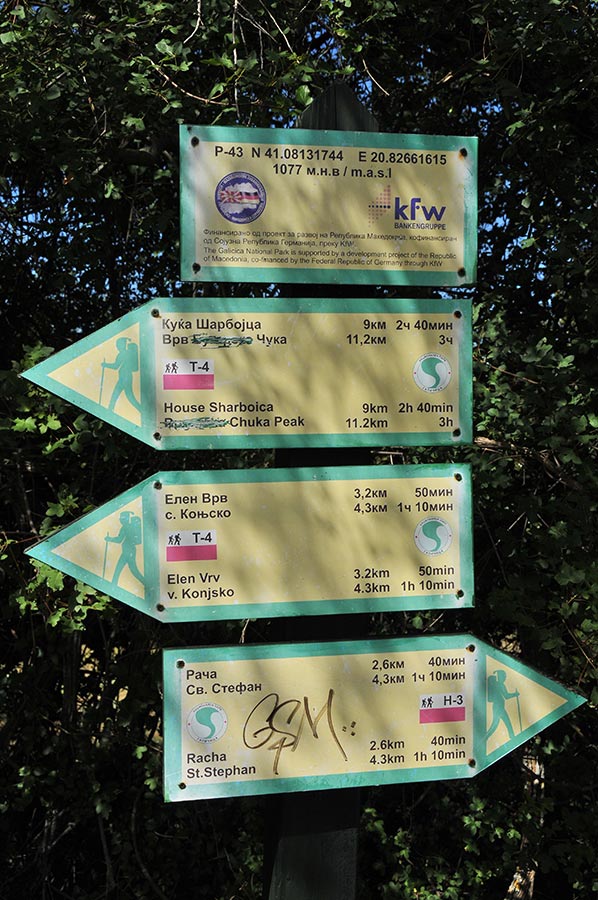 P-43 N 41.08131744 E 20.82661615
1077 м.н.в / m.a.s.l
kfw
BANKENGRUPPE
Финансирано од проект за развој на Република Македонија, кофинансиран
од Сојузна Република Германија, преку KfW.
The Galicica National Park is supported by a development project of the Republic
of Macedonia, co-financed by the Federal Republic of Germany through KfW
Куќа Шарбојца 9км 2ч 40мин
Врв Чука 11,2км 3ч
T-4
House Sharboica 9km 2h 40min
Chuka Peak 11.2km 3h
Елен Врв 3,2км 50мин
с. Коњско 4,3км 1ч 10мин
T-4
Elen Vrv 3.2km 50min
v. Konjsko 4.3km 1h 10min
Рача 2,6км 40мин
Св. Стефан 4,3км 1ч 10мин
H-3
GSM
Racha 2.6km 40min
St.Stephan 4.3km 1h 10min